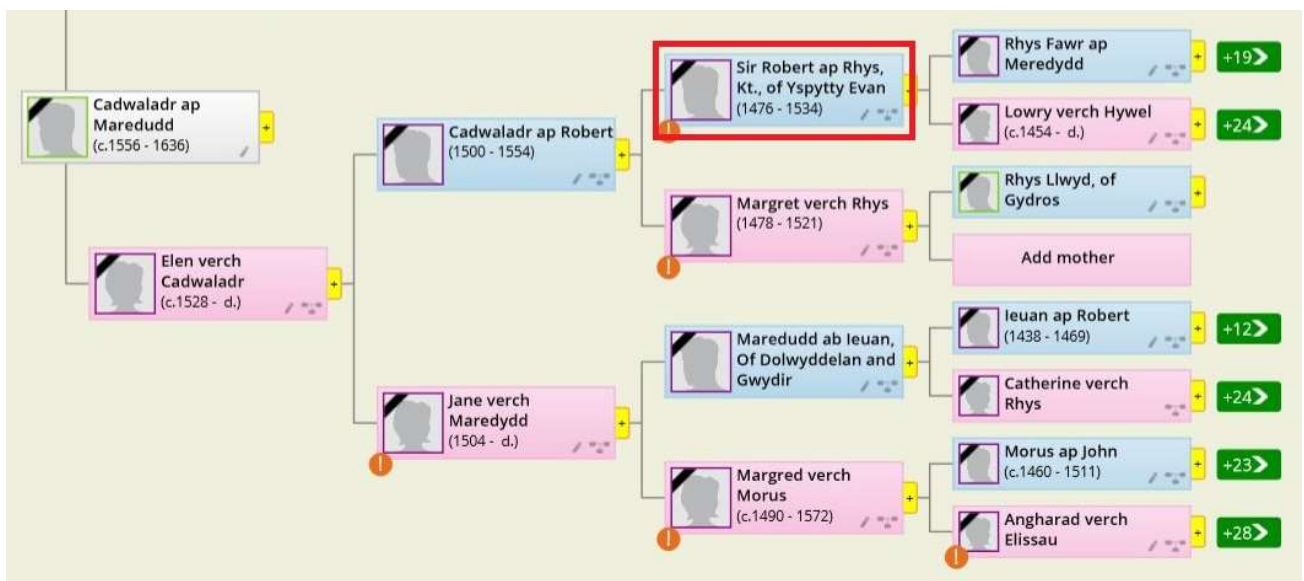 Cadwaladr ap
Maredudd
(c.1556 - 1636)
+
Elen verch
Cadwaladr
(c.1528 - d.)
+
Cadwaladr ap Robert
(1500 - 1554)
+
Jane verch
Maredydd
(1504 - d.)
+
!
Sir Robert ap Rhys,
Kt., of Yspytty Evan
(1476 - 1534)
+
!
Margret verch Rhys
(1478 - 1521)
+
!
Maredudd ab Ieuan,
Of Dolwyddelan and
Gwydir
+
Margred verch
Morus
(c.1490 - 1572)
+
!
Rhys Fawr ap
Meredydd
+
+19
Lowry verch Hywel
(c.1454 - d.)
+
+24
Rhys Llwyd, of
Gydros
+
Add mother
Ieuan ap Robert
(1438 - 1469)
+
+12
Catherine verch
Rhys
+
+24
Morus ap John
(c.1460 - 1511)
+
+23
Angharad verch
Elissau
+
!
+28